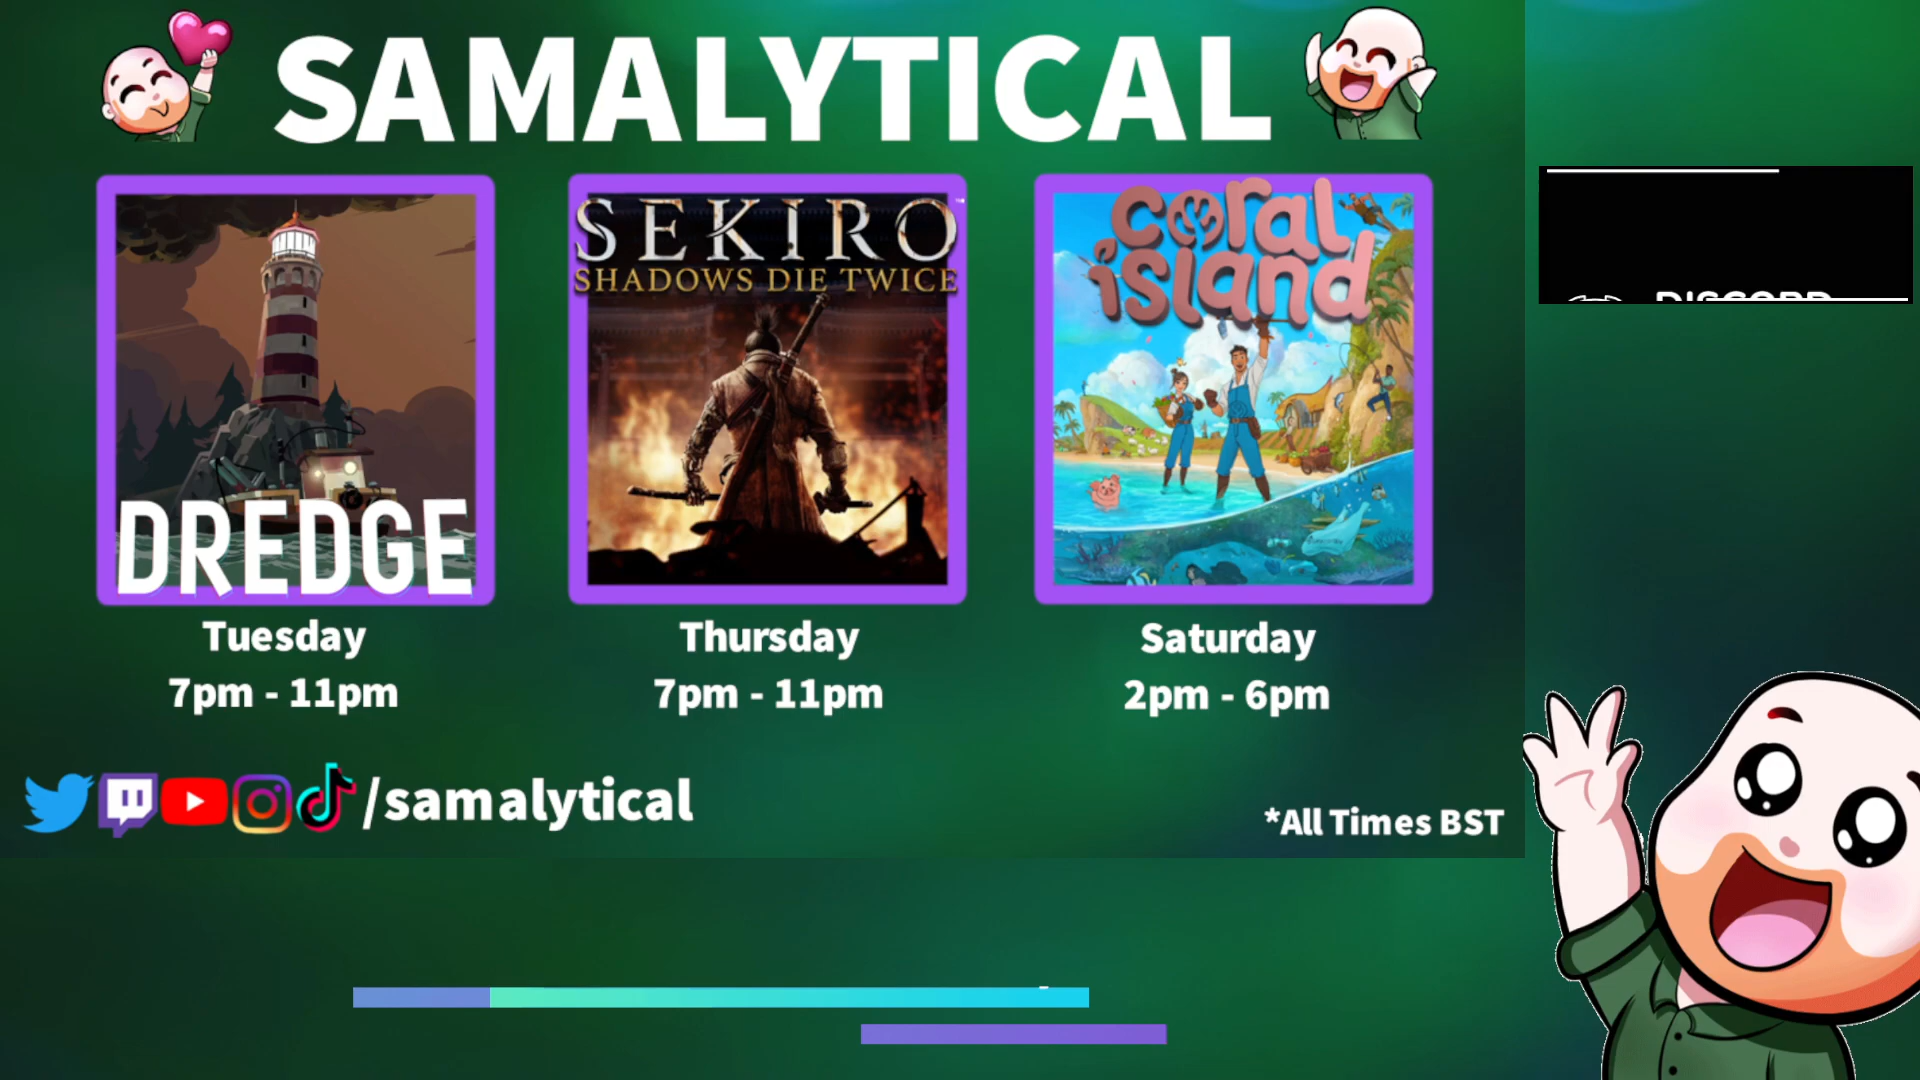 SAMALYTICAL
DREDGE
SEKIRO
SHADOWS DIE TWICE
coral
island
Tuesday
7pm - 11pm
Thursday
7pm - 11pm
Saturday
2pm - 6pm
/samalytical
*All Times BST
DISCORD